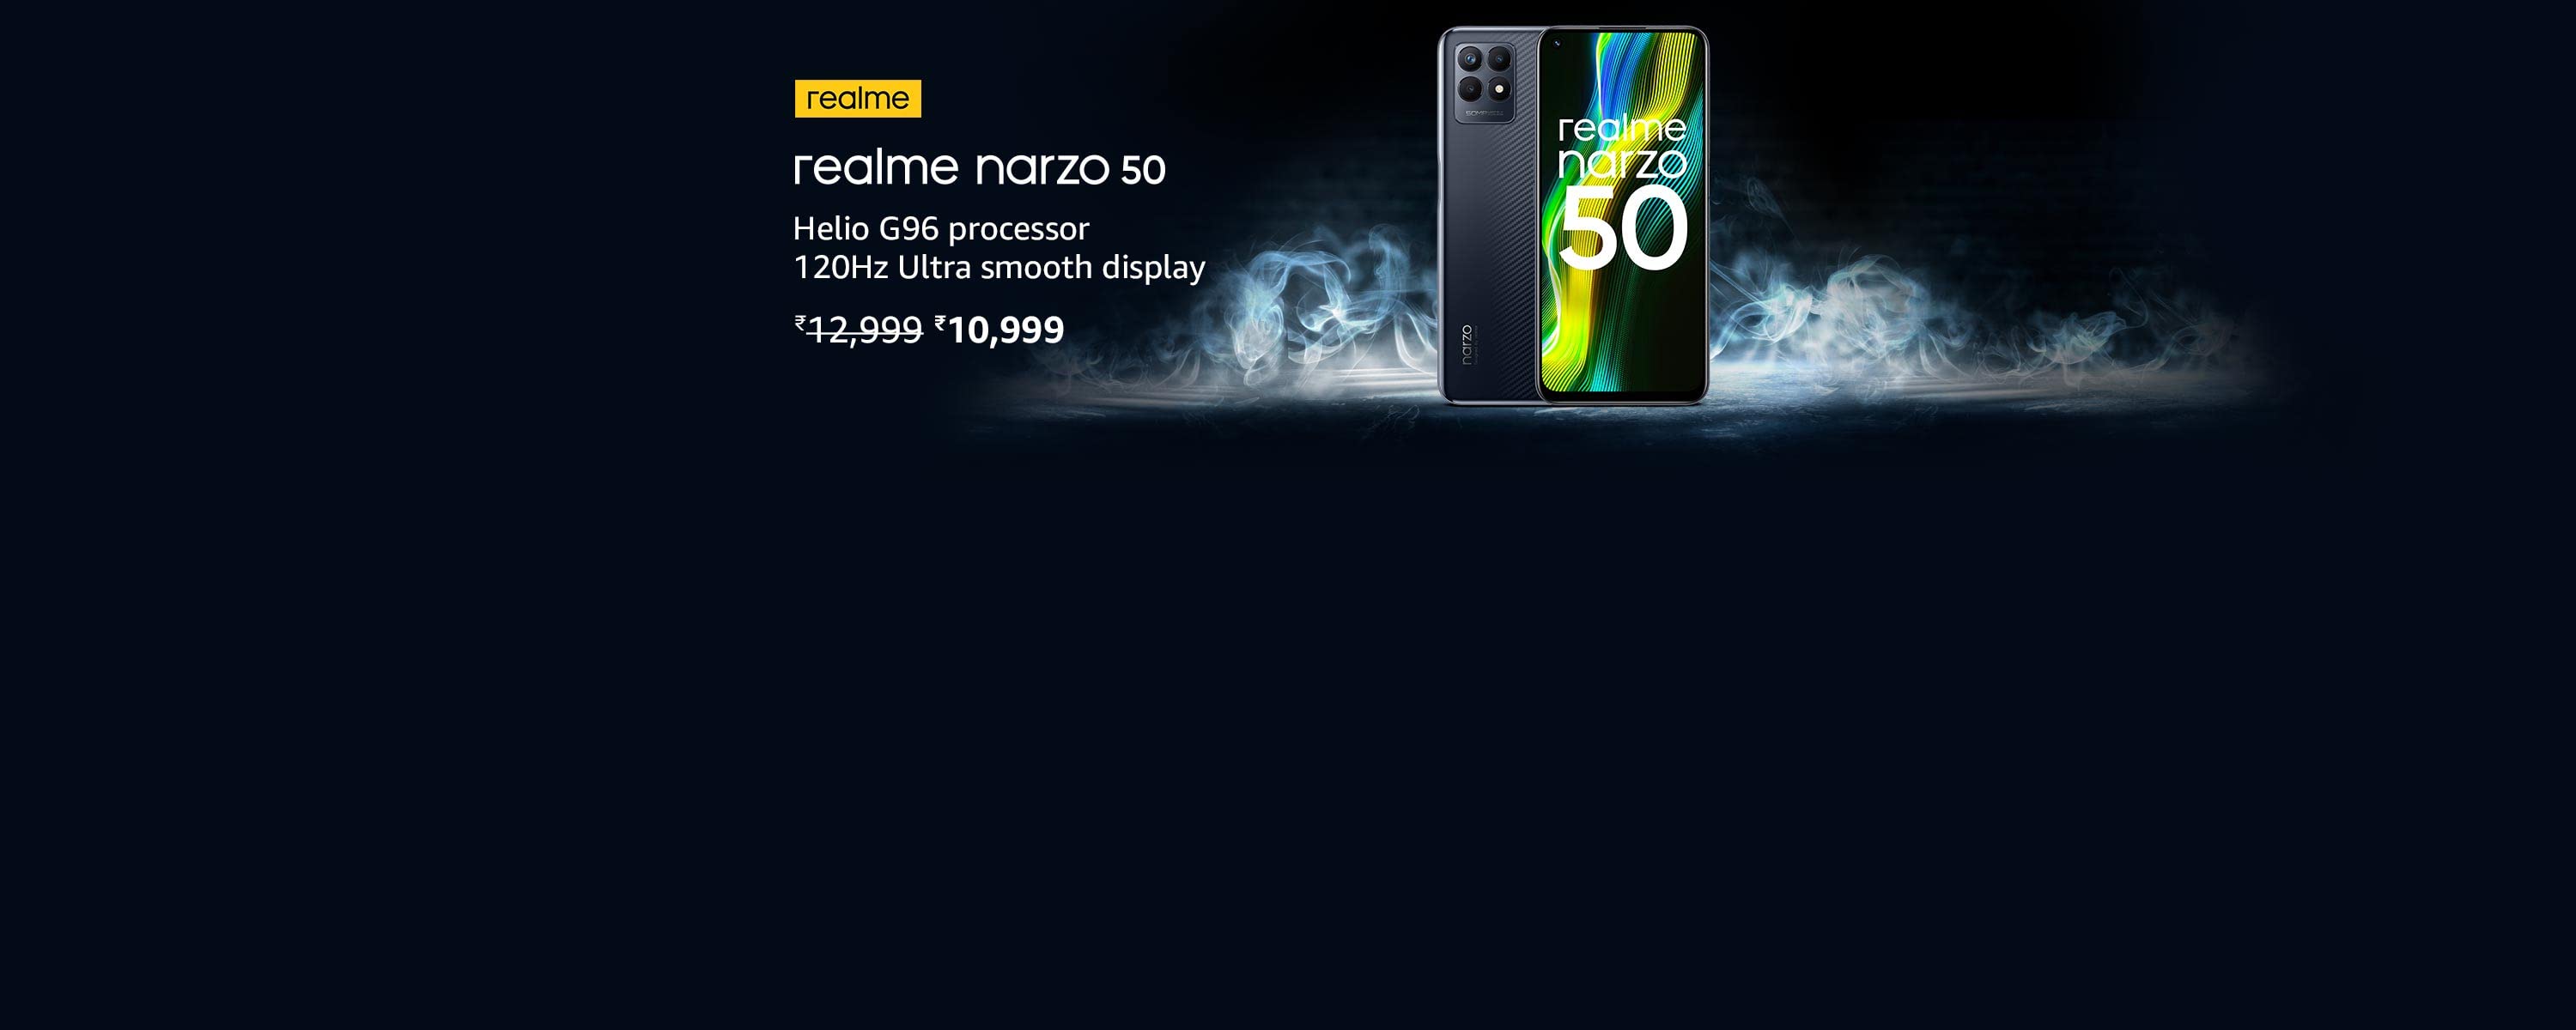 realme
realme narzo 50
Helio G96 processor
120Hz Ultra smooth display
₹12,999 ₹10,999
realme
narzo
50
narzo